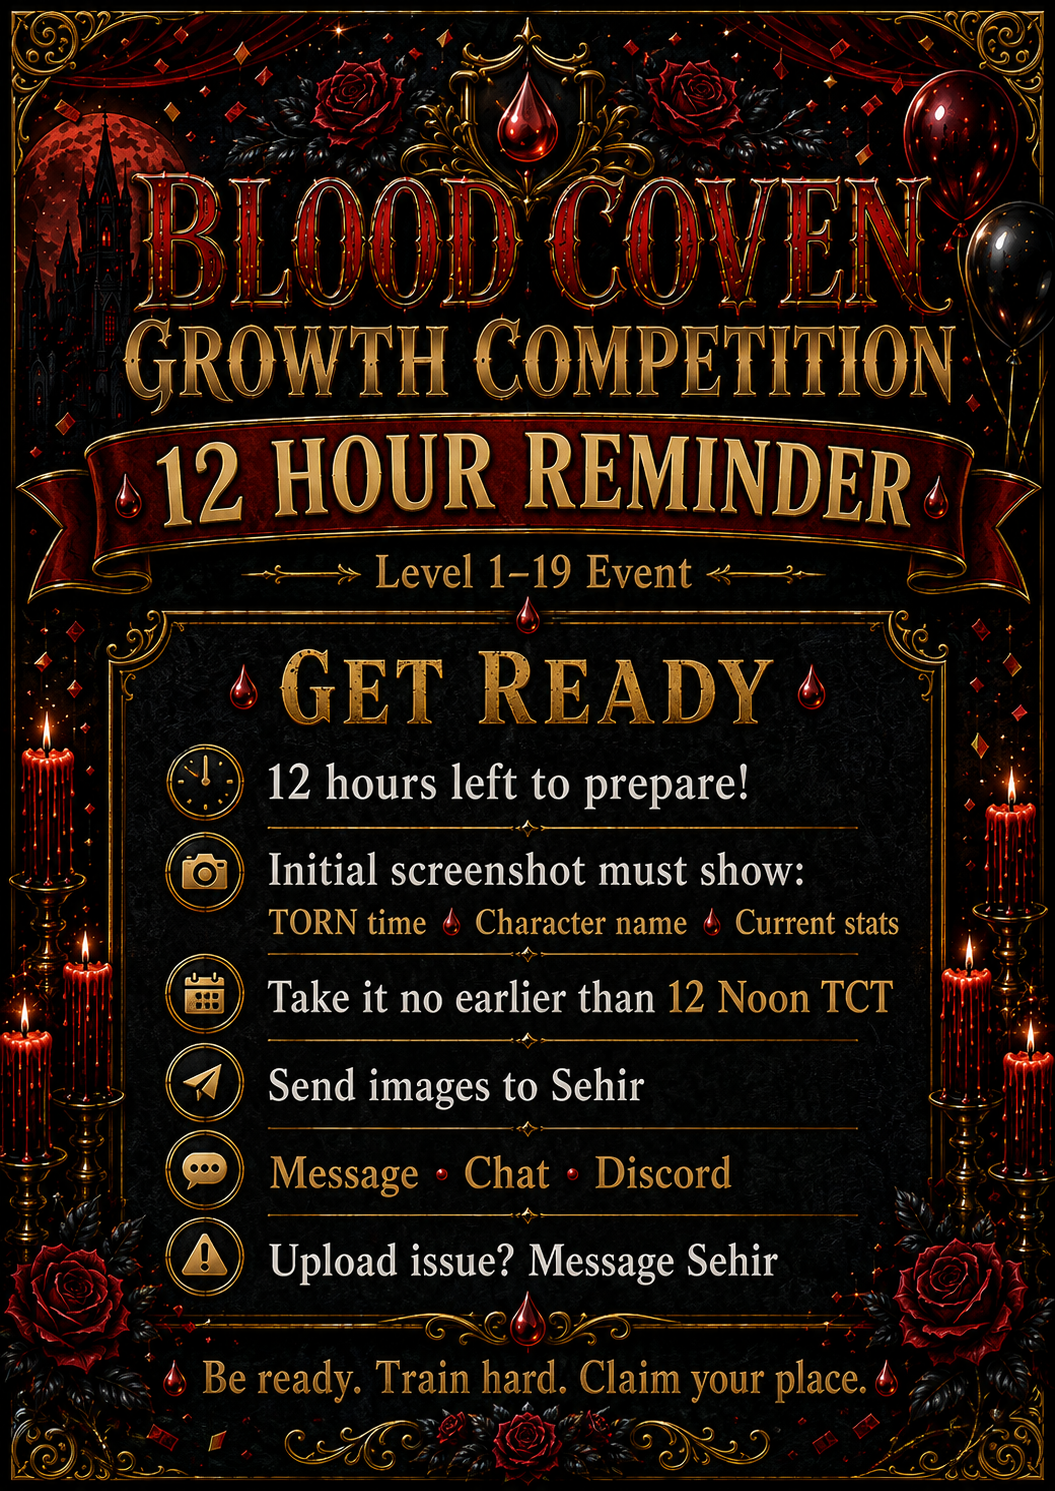 BLOOD COVEN
GROWTH COMPETITION
12 HOUR REMINDER
Level 1–19 Event
GET READY
12 hours left to prepare!
Initial screenshot must show:
TORN time Character name Current stats
Take it no earlier than 12 Noon TCT
Send images to Sehir
Message • Chat • Discord
Upload issue? Message Sehir
Be ready. Train hard. Claim your place.